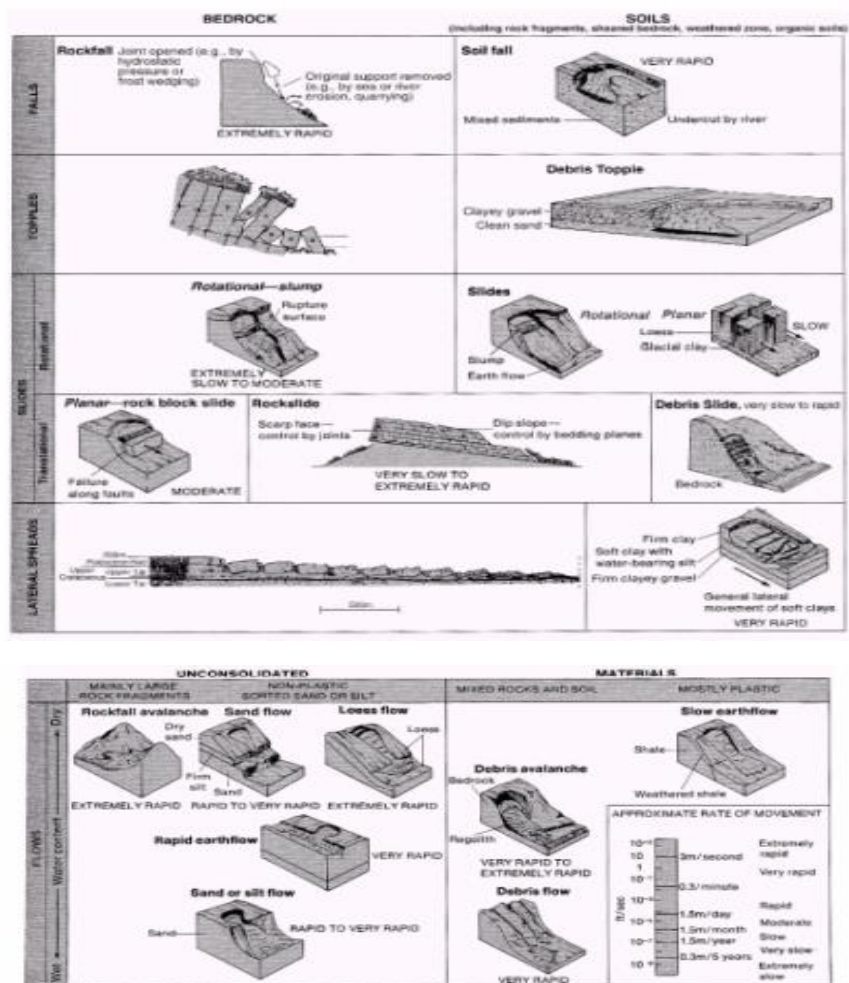 BEDROCK
SOILS
(including rock fragments, sheared bedrock, weathered zone, organic soils)
FALLS
Rockfall
Joint opened (e.g., by
hydrostatic
pressure or
frost wedging)
Original support removed
(e.g., by sea or river
erosion, quarrying)
EXTREMELY RAPID
Soil fall
VERY RAPID
Mixed sediments
Undercut by river
TOPPLES
Debris Topple
Clayey gravel
Clean sand
SLIDES
Rotational
Rotational—slump
Rupture
surface
EXTREMELY
SLOW TO MODERATE
Slides
Rotational
Planar
Loess
Glacial clay
SLOW
Slump
Earth flow
Translational
Planar—rock block slide
Failure
along faults
MODERATE
Rockslide
Scarp face
control by joints
Dip slope
control by bedding planes
VERY SLOW TO
EXTREMELY RAPID
Debris Slide, very slow to rapid
Bedrock
LATERAL SPREADS
Upper
Firm clay
Soft clay with
water-bearing silt
Firm clayey gravel
General lateral
movement of soft clays
VERY RAPID
UNCONSOLIDATED
MATERIALS
MAINLY LARGE
ROCK FRAGMENTS
NON-PLASTIC
SORTED SAND OR SILT
MIXED ROCKS AND SOIL
MOSTLY PLASTIC
FLOWS
Wet
Water content
Dry
Rockfall avalanche
EXTREMELY RAPID
Sand flow
Dry
sand
Firm
silt
Sand
RAPID TO VERY RAPID
Loess flow
Loess
EXTREMELY RAPID
Rapid earthflow
VERY RAPID
Sand or silt flow
Sand
RAPID TO VERY RAPID
Debris avalanche
Bedrock
Regolith
VERY RAPID TO
EXTREMELY RAPID
Debris flow
VERY RAPID
Slow earthflow
Shale
Weathered shale
APPROXIMATE RATE OF MOVEMENT
ft/sec
10
1
3m/second
0.3/minute
1.5m/day
1.5m/month
1.5m/year
0.3m/5 years
Extremely
rapid
Very rapid
Rapid
Moderate
Slow
Very slow
Extremely
slow